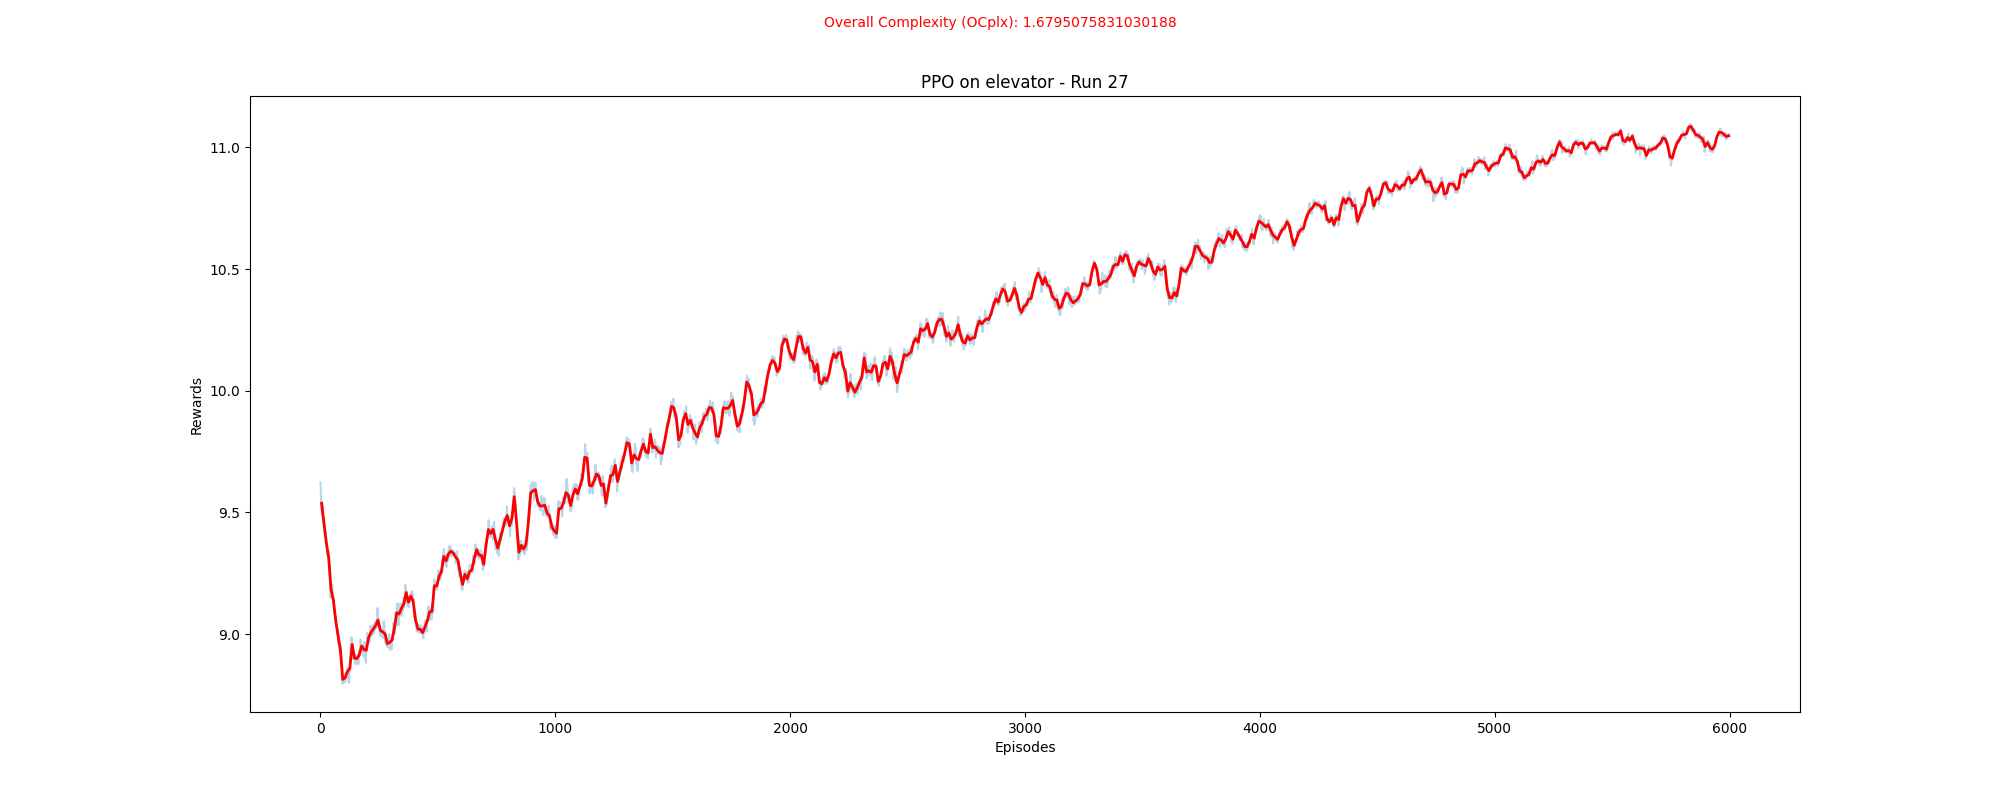 Overall Complexity (OCplx): 1.6795075831030188
PPO on elevator - Run 27
11.0
10.5
10.0
9.5
9.0
Rewards
0 1000 2000 3000 4000 5000 6000
Episodes